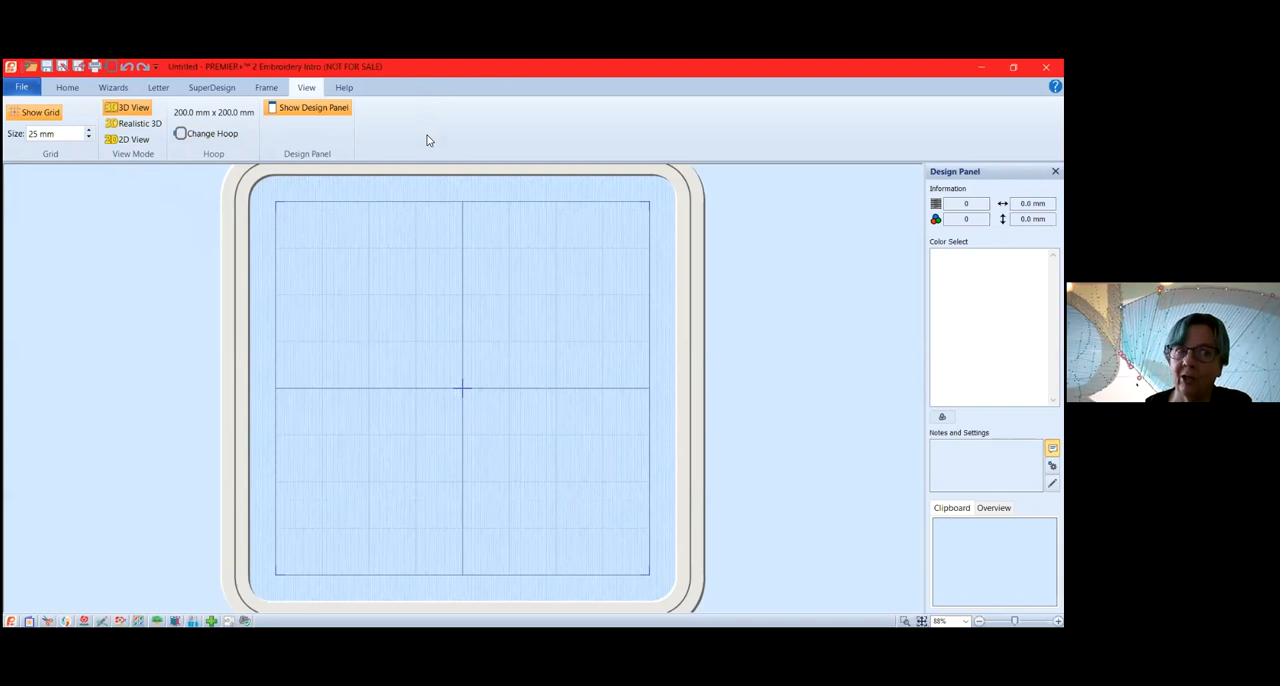 Untitled - PREMIER+™ 2 Embroidery Intro (NOT FOR SALE)
File Home Wizards Letter SuperDesign Frame View Help
Show Grid
Size: 25 mm
Grid
3D View
Realistic 3D
2D View
View Mode
200.0 mm x 200.0 mm
Change Hoop
Hoop
Show Design Panel
Design Panel
Design Panel
Information
0 0.0 mm
0 0.0 mm
Color Select
Notes and Settings
Clipboard Overview
88%